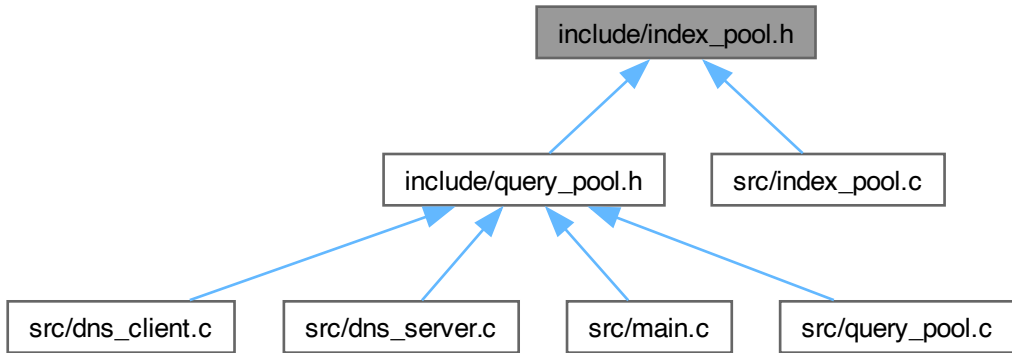 include/index_pool.h
include/query_pool.h
src/index_pool.c
src/dns_client.c
src/dns_server.c
src/main.c
src/query_pool.c